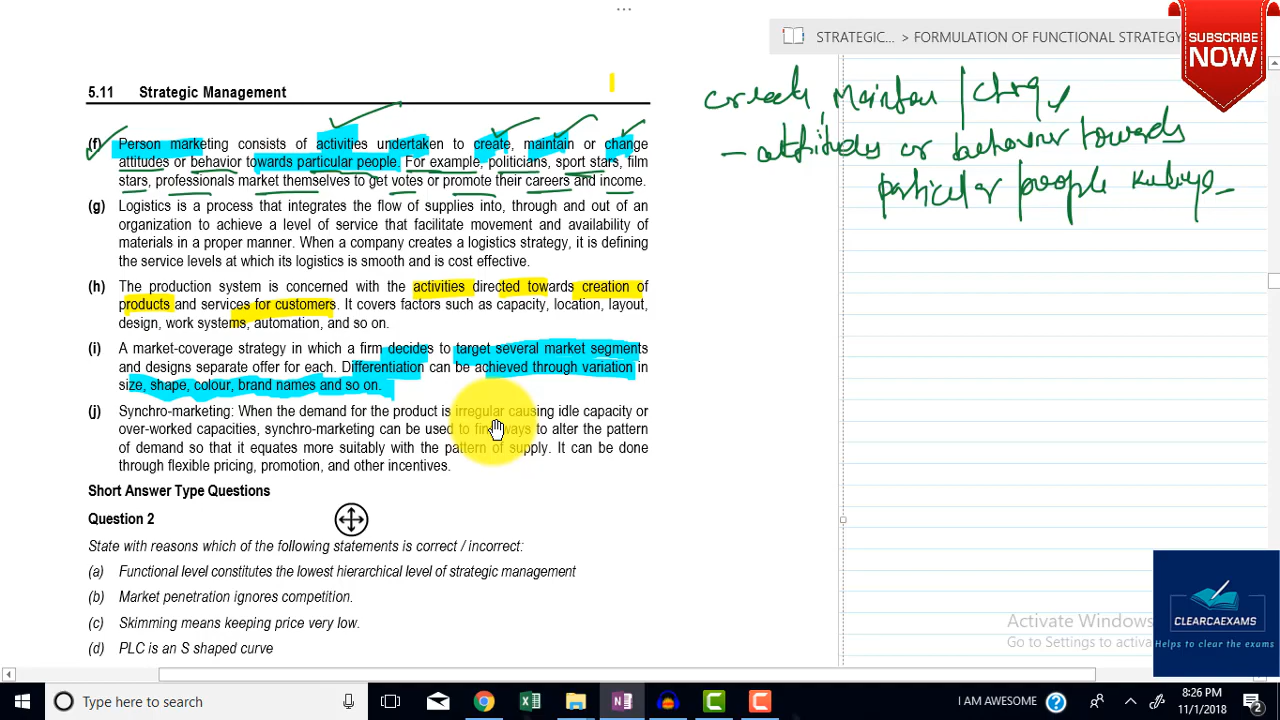 SUBSCRIBE
NOW
STRATEGIC... > FORMULATION OF FUNCTIONAL STRATEGY
5.11 Strategic Management
(f) Person marketing consists of activities undertaken to create, maintain or change
attitudes or behavior towards particular people. For example, politicians, sport stars, film
stars, professionals market themselves to get votes or promote their careers and income.
(g) Logistics is a process that integrates the flow of supplies into, through and out of an
organization to achieve a level of service that facilitate movement and availability of
materials in a proper manner. When a company creates a logistics strategy, it is defining
the service levels at which its logistics is smooth and is cost effective.
(h) The production system is concerned with the activities directed towards creation of
products and services for customers. It covers factors such as capacity, location, layout,
design, work systems, automation, and so on.
(i) A market-coverage strategy in which a firm decides to target several market segments
and designs separate offer for each. Differentiation can be achieved through variation in
size, shape, colour, brand names and so on.
(j) Synchro-marketing: When the demand for the product is irregular causing idle capacity or
over-worked capacities, synchro-marketing can be used to find ways to alter the pattern
of demand so that it equates more suitably with the pattern of supply. It can be done
through flexible pricing, promotion, and other incentives.
Short Answer Type Questions
Question 2
State with reasons which of the following statements is correct / incorrect:
(a) Functional level constitutes the lowest hierarchical level of strategic management
(b) Market penetration ignores competition.
(c) Skimming means keeping price very low.
(d) PLC is an S shaped curve
- attitudes or behavior towards
particular people
Activate Windows
Go to Settings to activa
CLEARCAEXAMS
Helps to clear the exams
Type here to search
I AM AWESOME
8:26 PM
11/1/2018
2